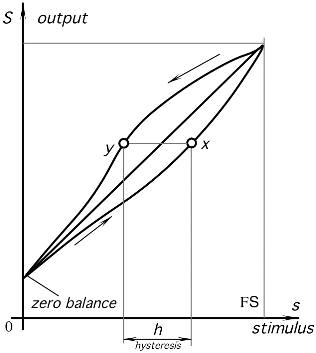 S output
y
x
zero balance
FS
s
0
stimulus
h
hysteresis